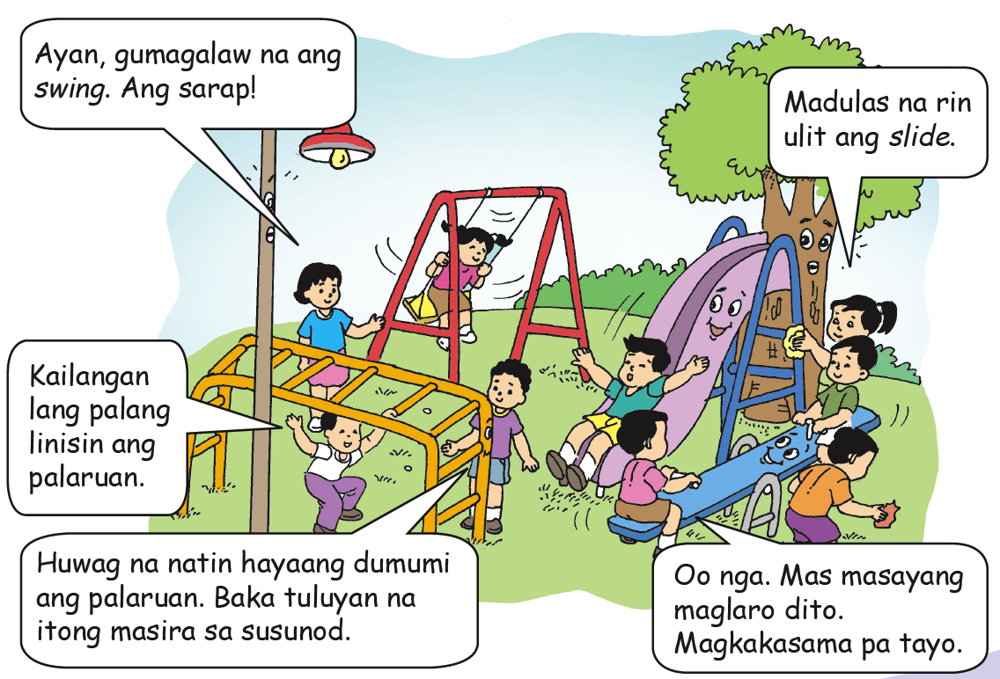 Ayan, gumagalaw na ang
swing. Ang sarap!
Madulas na rin
ulit ang slide.
Kailangan
lang palang
linisin ang
palaruan.
Huwag na natin hayaang dumumi
ang palaruan. Baka tuluyan na
itong masira sa susunod.
Oo nga. Mas masayang
maglaro dito.
Magkakasama pa tayo.